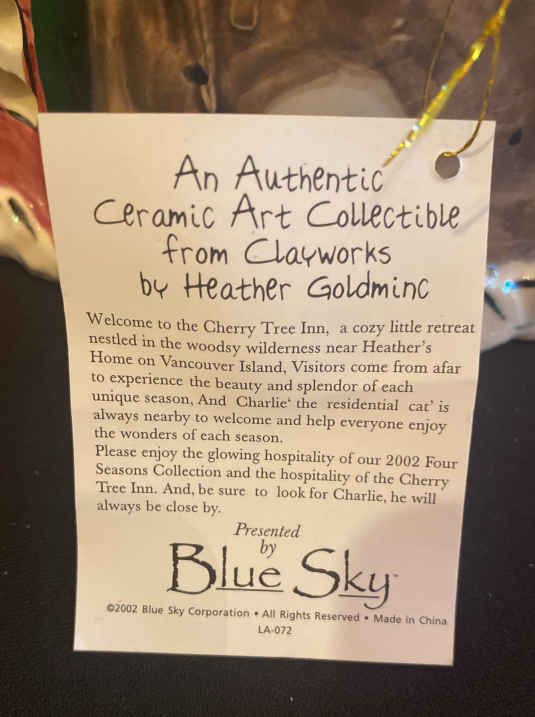 An Authentic
Ceramic Art Collectible
from Clayworks
by Heather Goldminc
Welcome to the Cherry Tree Inn, a cozy little retreat
nestled in the woodsy wilderness near Heather's
Home on Vancouver Island, Visitors come from afar
to experience the beauty and splendor of each
unique season, And Charlie‘ the residential cat’ is
always nearby to welcome and help everyone enjoy
the wonders of each season.
Please enjoy the glowing hospitality of our 2002 Four
Seasons Collection and the hospitality of the Cherry
Tree Inn. And, be sure to look for Charlie, he will
always be close by.
Presented
by
Blue Sky™
©2002 Blue Sky Corporation • All Rights Reserved • Made in China
LA-072